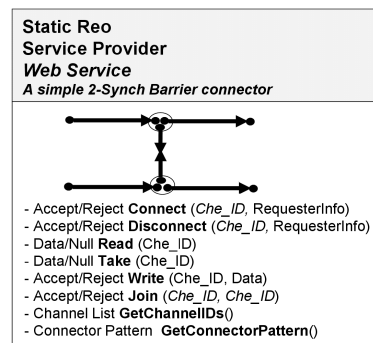 Static Reo
Service Provider
Web Service
A simple 2-Synch Barrier connector
- Accept/Reject Connect (Che_ID, RequesterInfo)
- Accept/Reject Disconnect (Che_ID, RequesterInfo)
- Data/Null Read (Che_ID)
- Data/Null Take (Che_ID)
- Accept/Reject Write (Che_ID, Data)
- Accept/Reject Join (Che_ID, Che_ID)
- Channel List GetChannelIDs()
- Connector Pattern GetConnectorPattern()